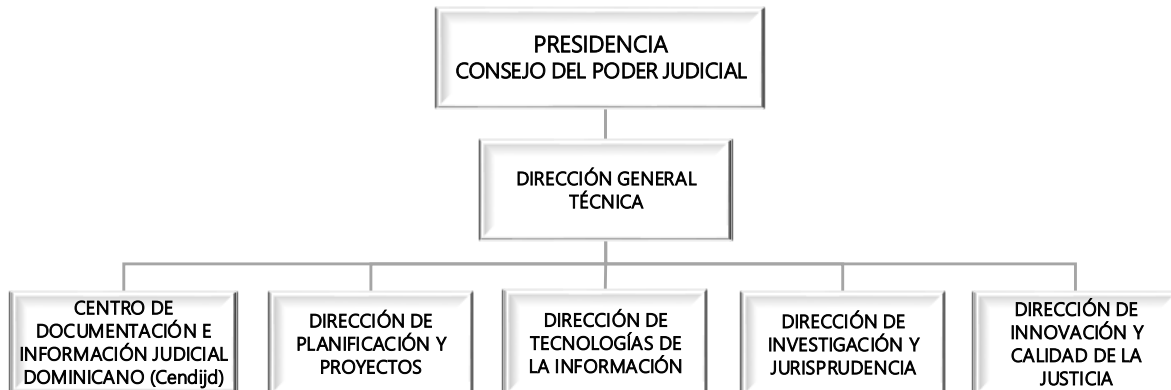 PRESIDENCIA
CONSEJO DEL PODER JUDICIAL
DIRECCIÓN GENERAL
TÉCNICA
CENTRO DE
DOCUMENTACIÓN E
INFORMACIÓN JUDICIAL
DOMINICANO (Cendijd)
DIRECCIÓN DE
PLANIFICACIÓN Y
PROYECTOS
DIRECCIÓN DE
TECNOLOGÍAS DE
LA INFORMACIÓN
DIRECCIÓN DE
INVESTIGACIÓN Y
JURISPRUDENCIA
DIRECCIÓN DE
INNOVACIÓN Y
CALIDAD DE LA
JUSTICIA